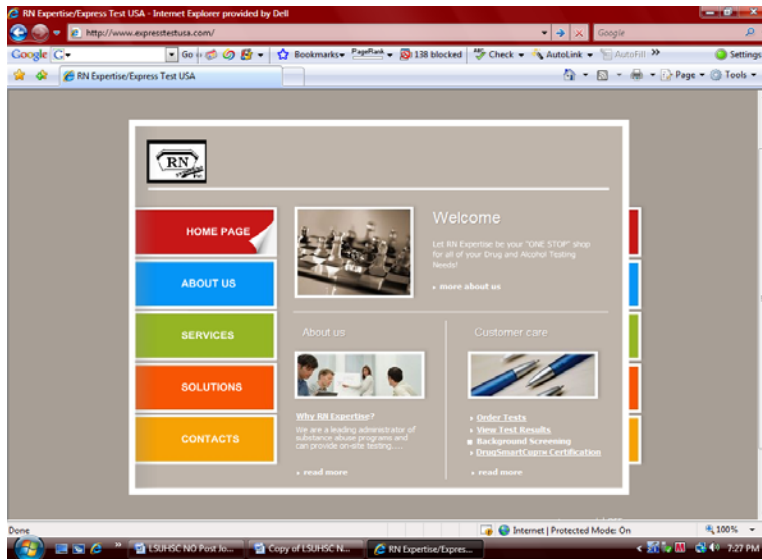 RN Expertise/Express Test USA - Internet Explorer provided by Dell
http://www.expresstestusa.com/
Google
Google
Go
Bookmarks
PageRank
138 blocked
Check
AutoLink
AutoFill
Settings
RN Expertise/Express Test USA
Page
Tools
RN
HOME PAGE
ABOUT US
SERVICES
SOLUTIONS
CONTACTS
Welcome
Let RN Expertise be your "ONE STOP" shop
for all of your Drug and Alcohol Testing
Needs!
more about us
About us
Why RN Expertise?
We are a leading administrator of
substance abuse programs and
can provide on-site testing.....
read more
Customer care
Order Tests
View Test Results
Background Screening
DrugSmartCup™ Certification
read more
Done
Internet | Protected Mode: On
100%
LSUHSC NO Post Jo...
Copy of LSUHSC N...
RN Expertise/Expres...
7:27 PM